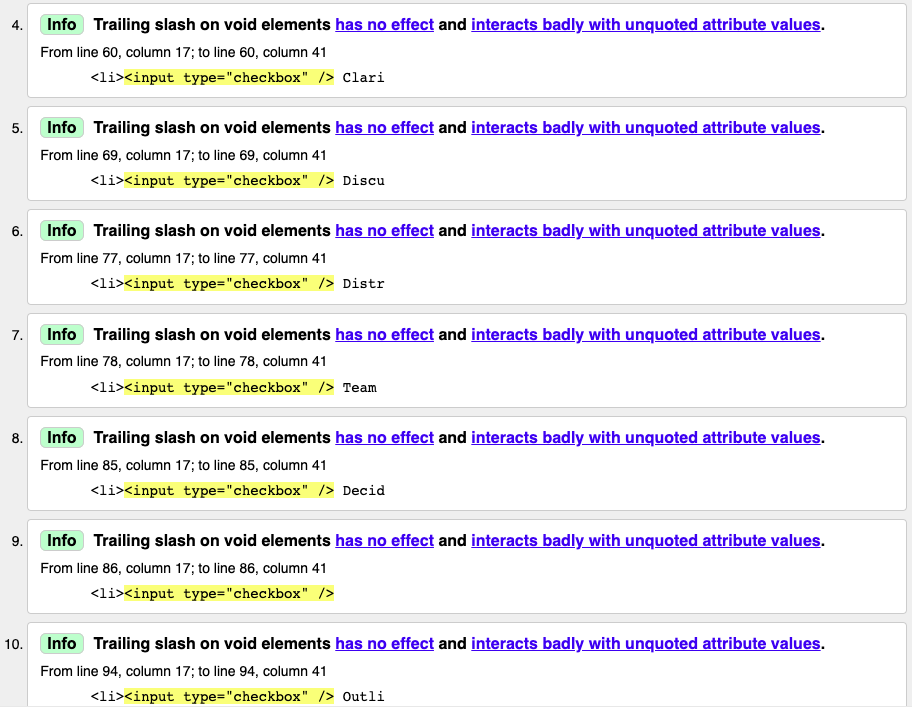 4. Info Trailing slash on void elements has no effect and interacts badly with unquoted attribute values.
From line 60, column 17; to line 60, column 41
<li><input type="checkbox" /> Clari
5. Info Trailing slash on void elements has no effect and interacts badly with unquoted attribute values.
From line 69, column 17; to line 69, column 41
<li><input type="checkbox" /> Discu
6. Info Trailing slash on void elements has no effect and interacts badly with unquoted attribute values.
From line 77, column 17; to line 77, column 41
<li><input type="checkbox" /> Distr
7. Info Trailing slash on void elements has no effect and interacts badly with unquoted attribute values.
From line 78, column 17; to line 78, column 41
<li><input type="checkbox" /> Team
8. Info Trailing slash on void elements has no effect and interacts badly with unquoted attribute values.
From line 85, column 17; to line 85, column 41
<li><input type="checkbox" /> Decid
9. Info Trailing slash on void elements has no effect and interacts badly with unquoted attribute values.
From line 86, column 17; to line 86, column 41
<li><input type="checkbox" />
10. Info Trailing slash on void elements has no effect and interacts badly with unquoted attribute values.
From line 94, column 17; to line 94, column 41
<li><input type="checkbox" /> Outli